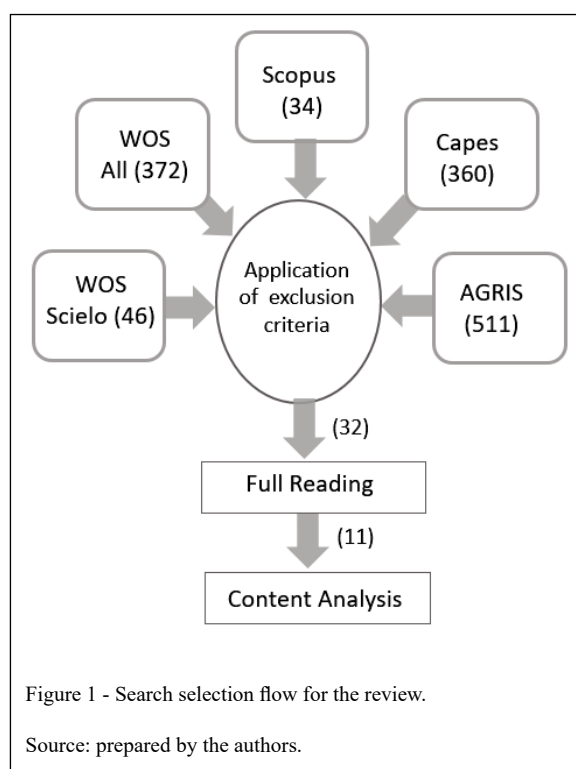 Scopus
(34)
WOS
All (372)
Capes
(360)
WOS
Scielo (46)
Application
of exclusion
criteria
AGRIS
(511)
(32)
Full Reading
(11)
Content Analysis
Figure 1 - Search selection flow for the review.
Source: prepared by the authors.